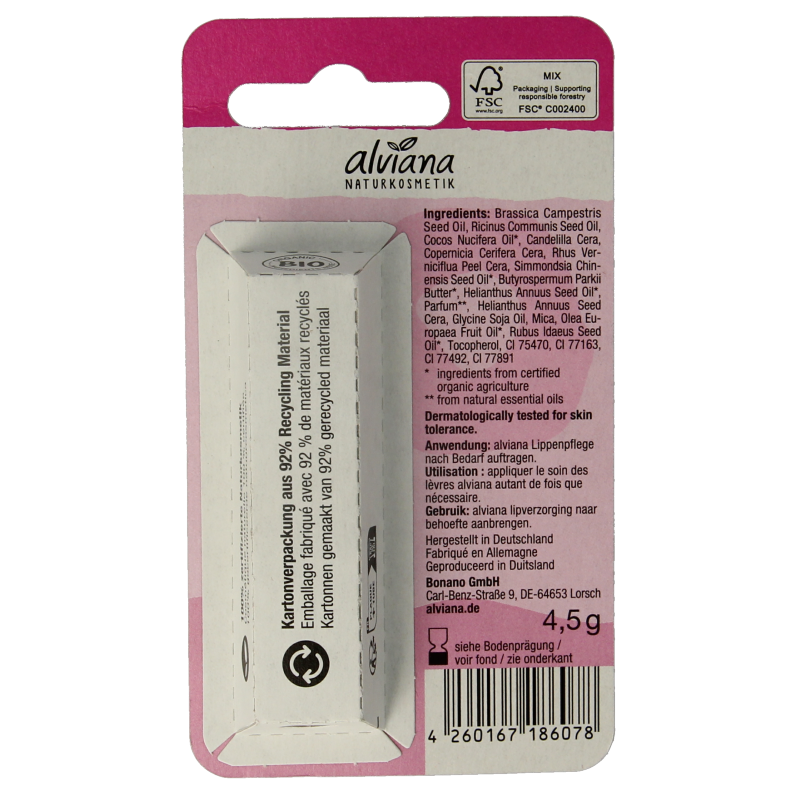 FSC
www.fsc.org
MIX
Packaging | Supporting
responsible forestry
FSC® C002400
alviana
NATURKOSMETIK
Ingredients: Brassica Campestris
Seed Oil, Ricinus Communis Seed Oil,
Cocos Nucifera Oil*, Candelilla Cera,
Copernicia Cerifera Cera, Rhus Ver-
niciflua Peel Cera, Simmondsia Chin-
ensis Seed Oil*, Butyrospermum Parkii
Butter*, Helianthus Annuus Seed Oil*,
Parfum**, Helianthus Annuus Seed
Cera, Glycine Soja Oil, Mica, Olea Eu-
ropaea Fruit Oil*, Rubus Idaeus Seed
Oil*, Tocopherol, CI 75470, CI 77163,
CI 77492, CI 77891
* ingredients from certified
organic agriculture
** from natural essential oils
Dermatologically tested for skin
tolerance.
Anwendung: alviana Lippenpflege
nach Bedarf auftragen.
Utilisation : appliquer le soin des
lèvres alviana autant de fois que
nécessaire.
Gebruik: alviana lipverzorging naar
behoefte aanbrengen.
Hergestellt in Deutschland
Fabriqué en Allemagne
Geproduceerd in Duitsland
Bonano GmbH
Carl-Benz-Straße 9, DE-64653 Lorsch
alviana.de
4,5 g
siehe Bodenprägung /
voir fond / zie onderkant
4 260167 186078
ORGANIC
BIO
Kartonverpackung aus 92% Recycling Material
Emballage fabriqué avec 92 % de matériaux recyclés
Kartonnen gemaakt van 92% gerecycled materiaal
100% zertifizierte Naturkosmetik